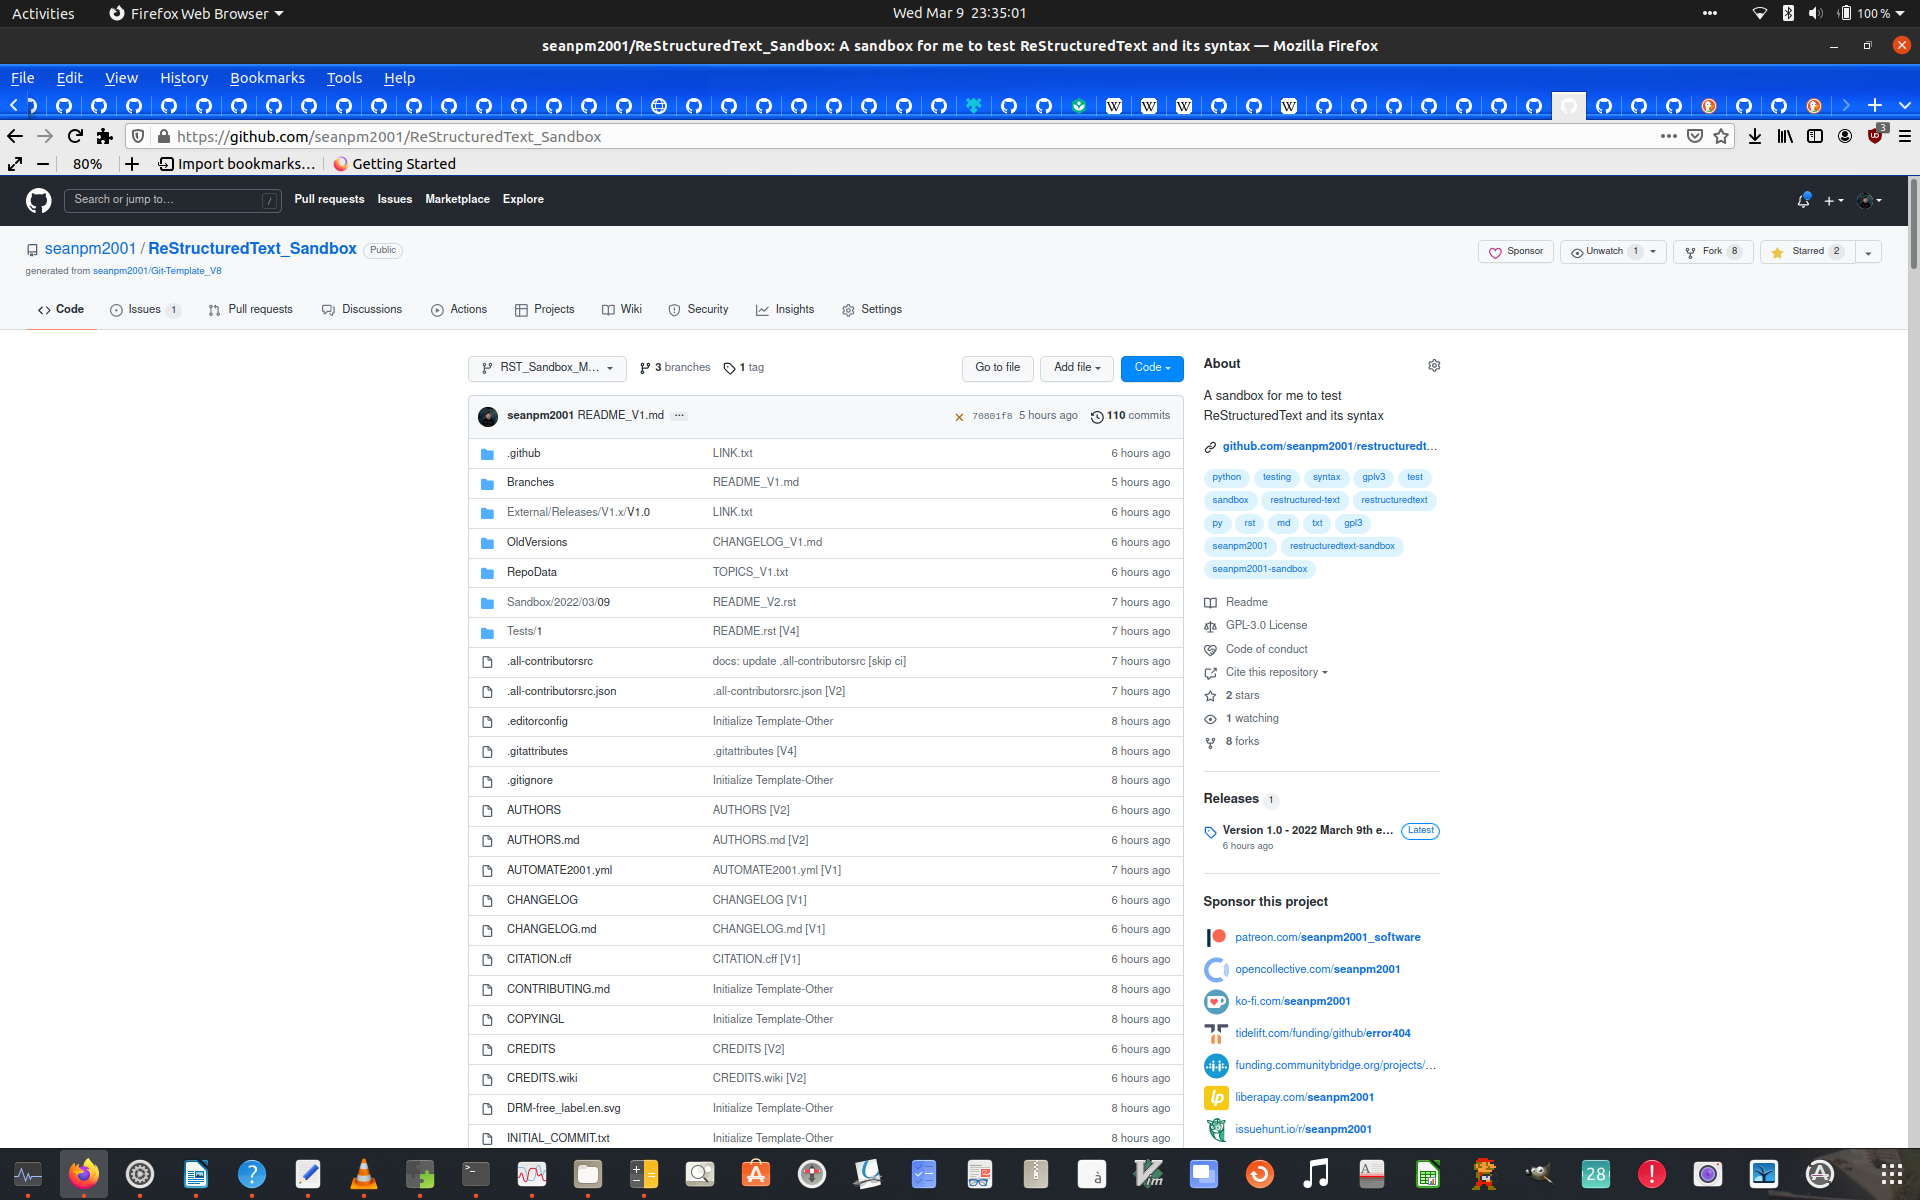 Activities
Firefox Web Browser
Wed Mar 9 23:35:01
100 %
seanpm2001/ReStructuredText_Sandbox: A sandbox for me to test ReStructuredText and its syntax — Mozilla Firefox
File Edit View History Bookmarks Tools Help
https://github.com/seanpm2001/ReStructuredText_Sandbox
3
80%
Import bookmarks…
Getting Started
Search or jump to…
/
Pull requests Issues Marketplace Explore
seanpm2001 / ReStructuredText_Sandbox Public
generated from seanpm2001/Git-Template_V8
Sponsor
Unwatch 1
Fork 8
Starred 2
Code
Issues 1
Pull requests
Discussions
Actions
Projects
Wiki
Security
Insights
Settings
RST_Sandbox_M...
3 branches
1 tag
Go to file
Add file
Code
seanpm2001 README_V1.md ...
70801f8 5 hours ago
110 commits
.github LINK.txt 6 hours ago
Branches README_V1.md 5 hours ago
External/Releases/V1.x/V1.0 LINK.txt 6 hours ago
OldVersions CHANGELOG_V1.md 6 hours ago
RepoData TOPICS_V1.txt 6 hours ago
Sandbox/2022/03/09 README_V2.rst 7 hours ago
Tests/1 README.rst [V4] 7 hours ago
.all-contributorsrc docs: update .all-contributorsrc [skip ci] 7 hours ago
.all-contributorsrc.json .all-contributorsrc.json [V2] 7 hours ago
.editorconfig Initialize Template-Other 8 hours ago
.gitattributes .gitattributes [V4] 8 hours ago
.gitignore Initialize Template-Other 8 hours ago
AUTHORS AUTHORS [V2] 6 hours ago
AUTHORS.md AUTHORS.md [V2] 6 hours ago
AUTOMATE2001.yml AUTOMATE2001.yml [V1] 7 hours ago
CHANGELOG CHANGELOG [V1] 6 hours ago
CHANGELOG.md CHANGELOG.md [V1] 6 hours ago
CITATION.cff CITATION.cff [V1] 6 hours ago
CONTRIBUTING.md Initialize Template-Other 8 hours ago
COPYINGL Initialize Template-Other 8 hours ago
CREDITS CREDITS [V2] 6 hours ago
CREDITS.wiki CREDITS.wiki [V2] 6 hours ago
DRM-free_label.en.svg Initialize Template-Other 8 hours ago
INITIAL_COMMIT.txt Initialize Template-Other 8 hours ago
About
A sandbox for me to test
ReStructuredText and its syntax
github.com/seanpm2001/restructuredt...
python testing syntax gplv3 test
sandbox restructured-text restructuredtext
py rst md txt gpl3
seanpm2001 restructuredtext-sandbox
seanpm2001-sandbox
Readme
GPL-3.0 License
Code of conduct
Cite this repository
2 stars
1 watching
8 forks
Releases 1
Version 1.0 - 2022 March 9th e... Latest
6 hours ago
Sponsor this project
patreon.com/seanpm2001_software
opencollective.com/seanpm2001
ko-fi.com/seanpm2001
tidelift.com/funding/github/error404
funding.communitybridge.org/projects/...
liberapay.com/seanpm2001
issuehunt.io/r/seanpm2001
28